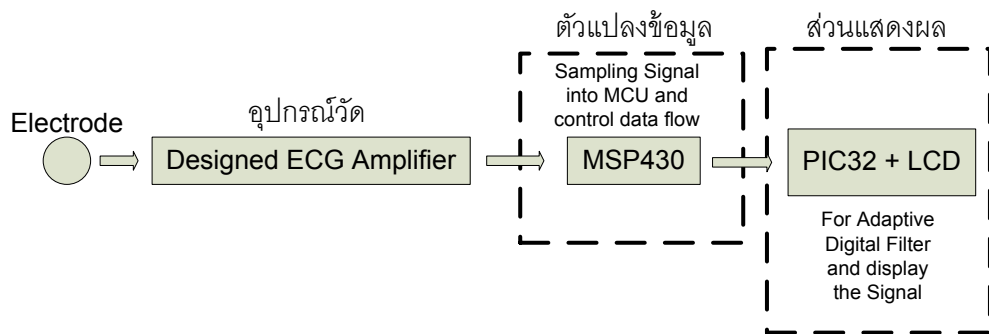 ตัวแปลงข้อมูล
ส่วนแสดงผล
Sampling Signal
into MCU and
control data flow
อุปกรณ์วัด
Electrode
Designed ECG Amplifier
MSP430
PIC32 + LCD
For Adaptive
Digital Filter
and display
the Signal